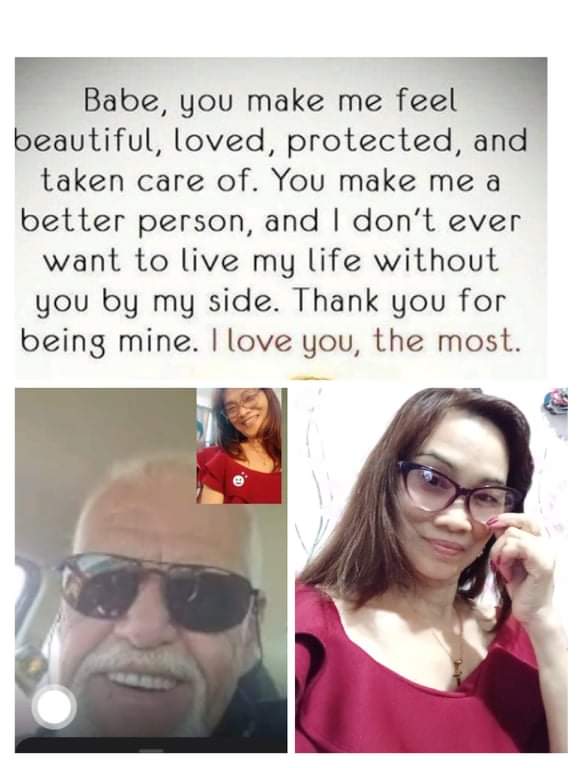 Babe, you make me feel
beautiful, loved, protected, and
taken care of. You make me a
better person, and I don't ever
want to live my life without
you by my side. Thank you for
being mine. I love you, the most.